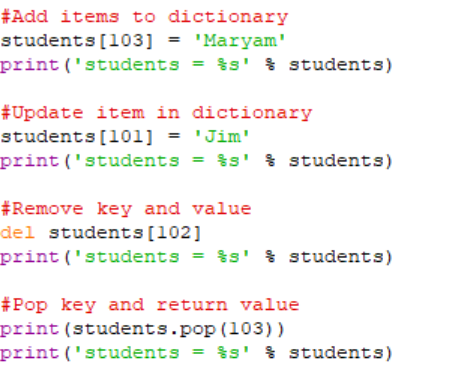 #Add items to dictionary
students[103] = 'Maryam'
print('students = %s' % students)
#Update item in dictionary
students[101] = 'Jim'
print('students = %s' % students)
#Remove key and value
del students[102]
print('students = %s' % students)
#Pop key and return value
print(students.pop(103))
print('students = %s' % students)